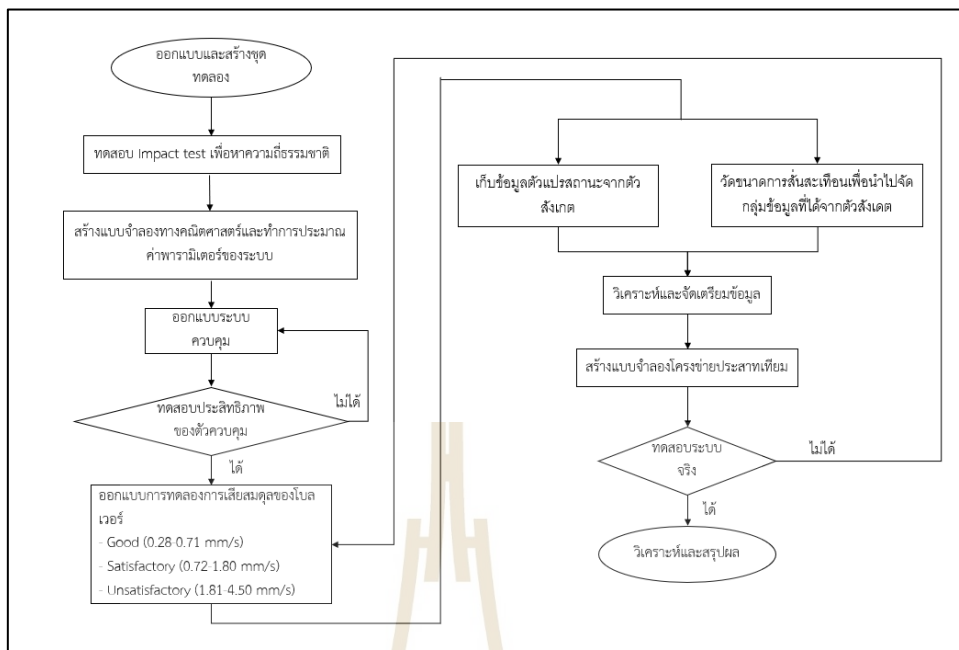 ออกแบบและสร้างชุด
ทดลอง
ทดสอบ Impact test เพื่อหาความถี่ธรรมชาติ
สร้างแบบจำลองทางคณิตศาสตร์และทำการประมาณ
ค่าพารามิเตอร์ของระบบ
ออกแบบระบบ
ควบคุม
ทดสอบประสิทธิภาพ
ของตัวควบคุม
ไม่ได้
ได้
ออกแบบการทดลองการเสียสมดุลของโบล
เวอร์
- Good (0.28-0.71 mm/s)
- Satisfactory (0.72-1.80 mm/s)
- Unsatisfactory (1.81-4.50 mm/s)
เก็บข้อมูลตัวแปรสถานะจากตัว
สังเกต
วัดขนาดการสั่นสะเทือนเพื่อนำไปจัด
กลุ่มข้อมูลที่ได้จากตัวสังเดต
วิเคราะห์และจัดเตรียมข้อมูล
สร้างแบบจำลองโครงข่ายประสาทเทียม
ทดสอบระบบ
จริง
ไม่ได้
ได้
วิเคราะห์และสรุปผล